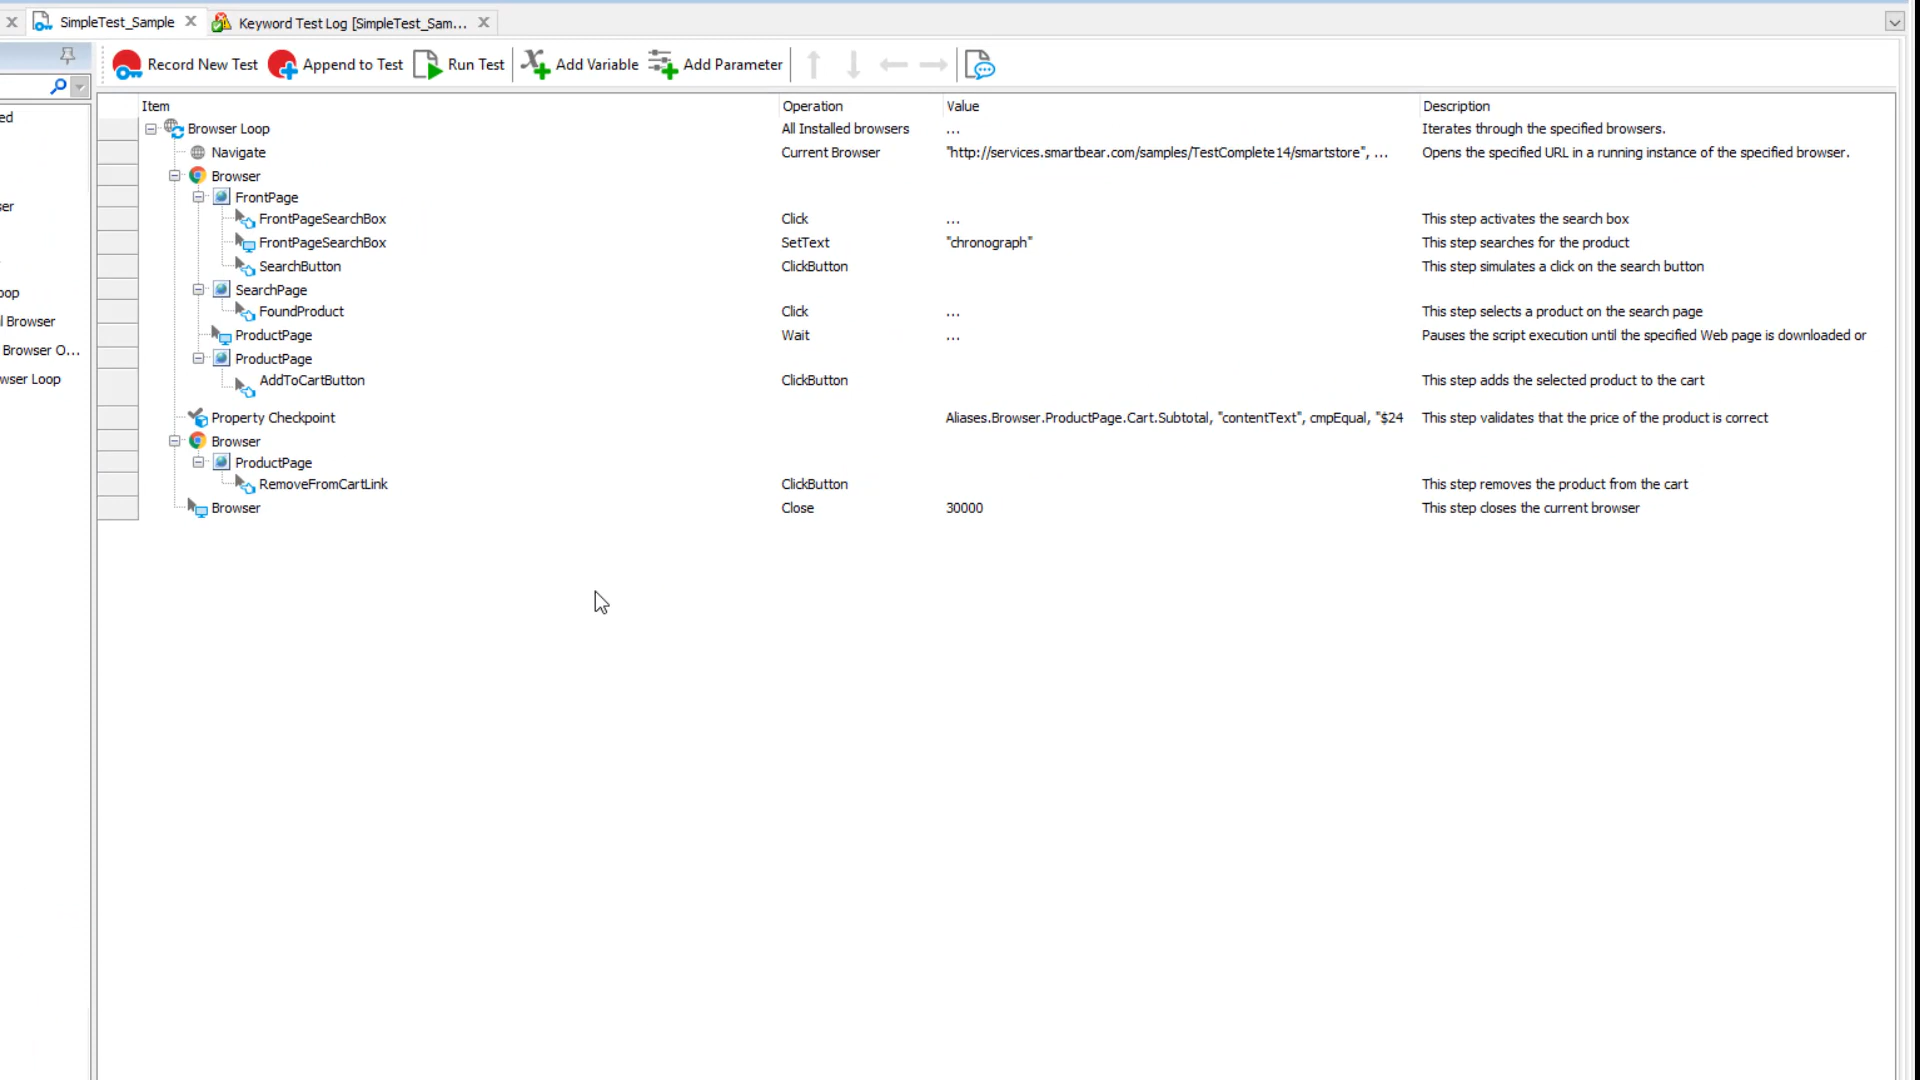 SimpleTest_Sample
Keyword Test Log [SimpleTest_Sam...
Record New Test
Append to Test
Run Test
Add Variable
Add Parameter
Item Operation Value Description
ed
Browser Loop All Installed browsers ... Iterates through the specified browsers.
Navigate Current Browser "http://services.smartbear.com/samples/TestComplete14/smartstore", ... Opens the specified URL in a running instance of the specified browser.
Browser
FrontPage
ser
FrontPageSearchBox Click ... This step activates the search box
FrontPageSearchBox SetText "chronograph" This step searches for the product
SearchButton ClickButton This step simulates a click on the search button
SearchPage
oop
FoundProduct Click ... This step selects a product on the search page
l Browser
ProductPage Wait ... Pauses the script execution until the specified Web page is downloaded or
Browser O...
ProductPage
wser Loop
AddToCartButton ClickButton This step adds the selected product to the cart
Property Checkpoint Aliases.Browser.ProductPage.Cart.Subtotal, "contentText", cmpEqual, "$24 This step validates that the price of the product is correct
Browser
ProductPage
RemoveFromCartLink ClickButton This step removes the product from the cart
Browser Close 30000 This step closes the current browser